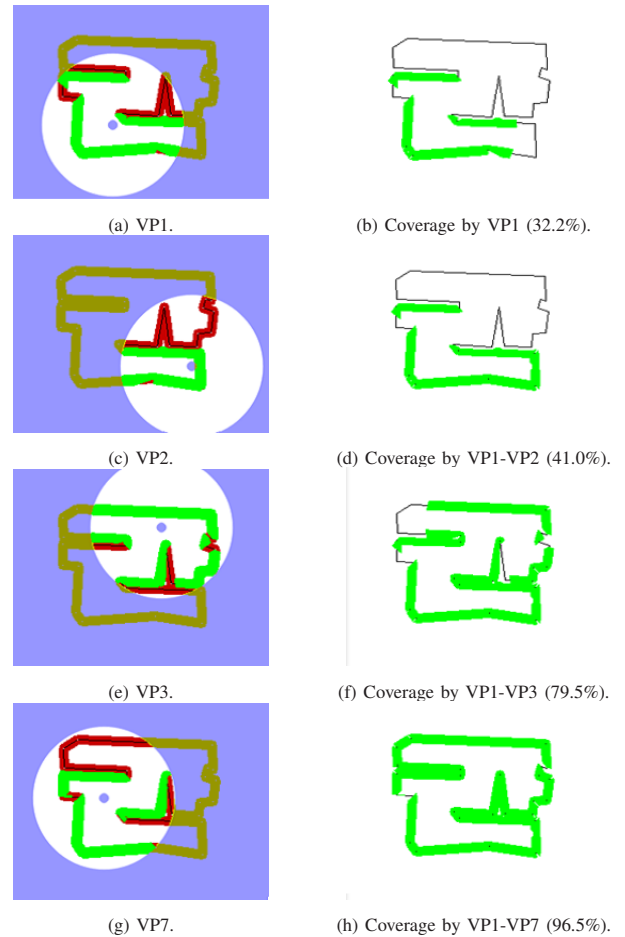 (a) VP1.
(b) Coverage by VP1 (32.2%).
(c) VP2.
(d) Coverage by VP1-VP2 (41.0%).
(e) VP3.
(f) Coverage by VP1-VP3 (79.5%).
(g) VP7.
(h) Coverage by VP1-VP7 (96.5%).